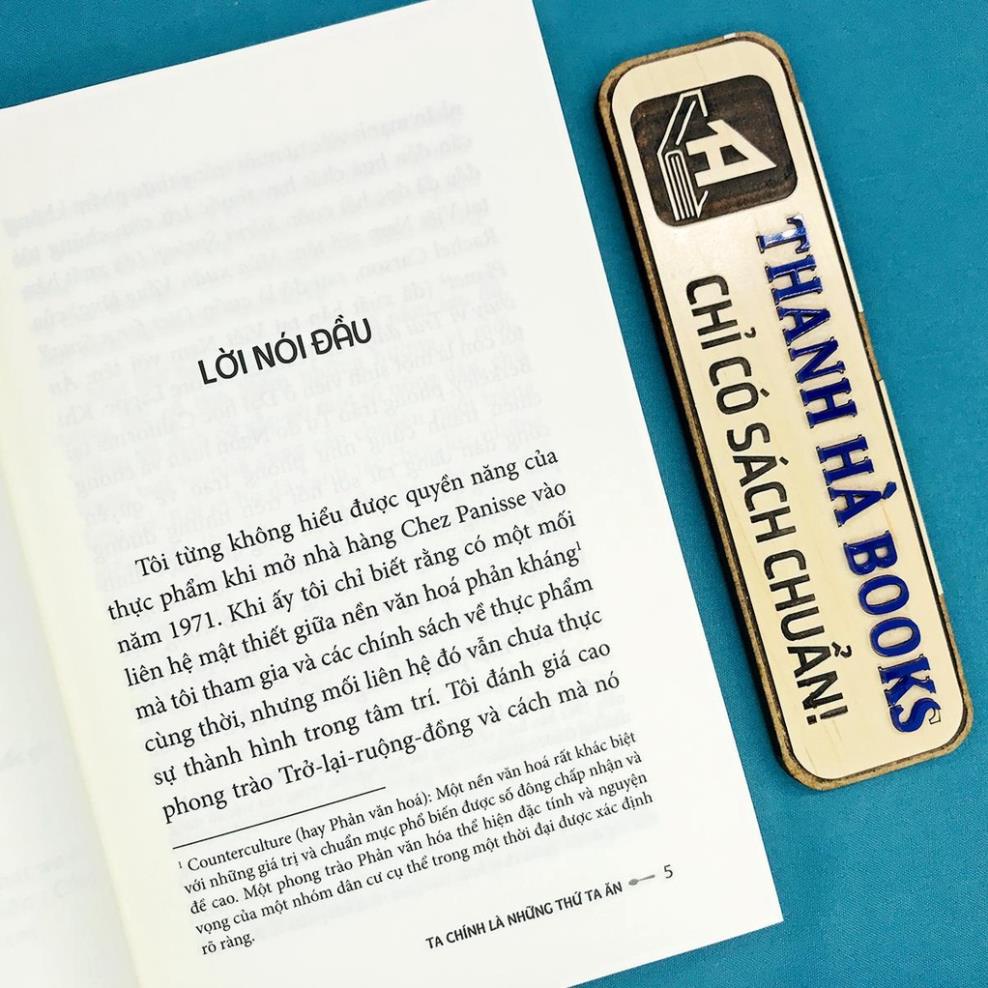 LỜI NÓI ĐẦU
Tôi từng không hiểu được quyền năng của
thực phẩm khi mở nhà hàng Chez Panisse vào
năm 1971. Khi ấy tôi chỉ biết rằng có một mối
liên hệ mật thiết giữa nền văn hoá phản kháng¹
mà tôi tham gia và các chính sách về thực phẩm
cùng thời, nhưng mối liên hệ đó vẫn chưa thực
sự thành hình trong tâm trí. Tôi đánh giá cao
phong trào Trở-lại-ruộng-đồng và cách mà nó
¹ Counterculture (hay Phản văn hoá): Một nền văn hoá rất khác biệt
với những giá trị và chuẩn mực phổ biến được số đông chấp nhận và
đề cao. Một phong trào Phản văn hóa thể hiện đặc tính và nguyện
vọng của một nhóm dân cư cụ thể trong một thời đại được xác định
rõ ràng.
TA CHÍNH LÀ NHỮNG THỨ TA ĂN 5
A
THANH HÀ BOOKS
CHỈ CÓ SÁCH CHUẨN!